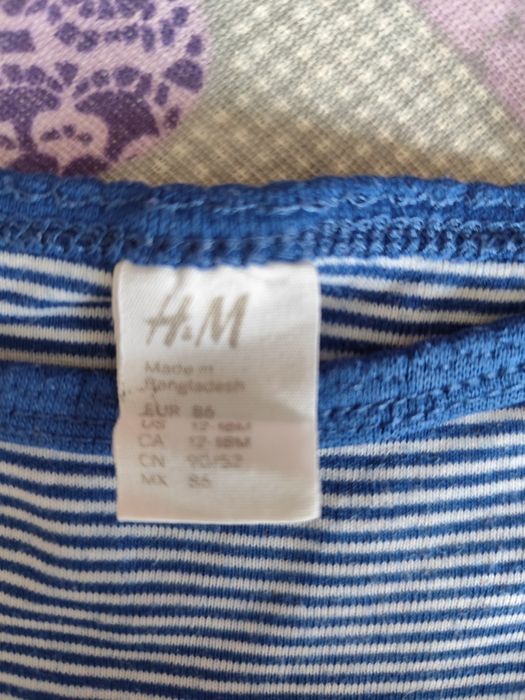 H&M
Made in
Bangladesh
EUR 86
US 12-18M
CA 12-18M
CN 90/52
MX 86